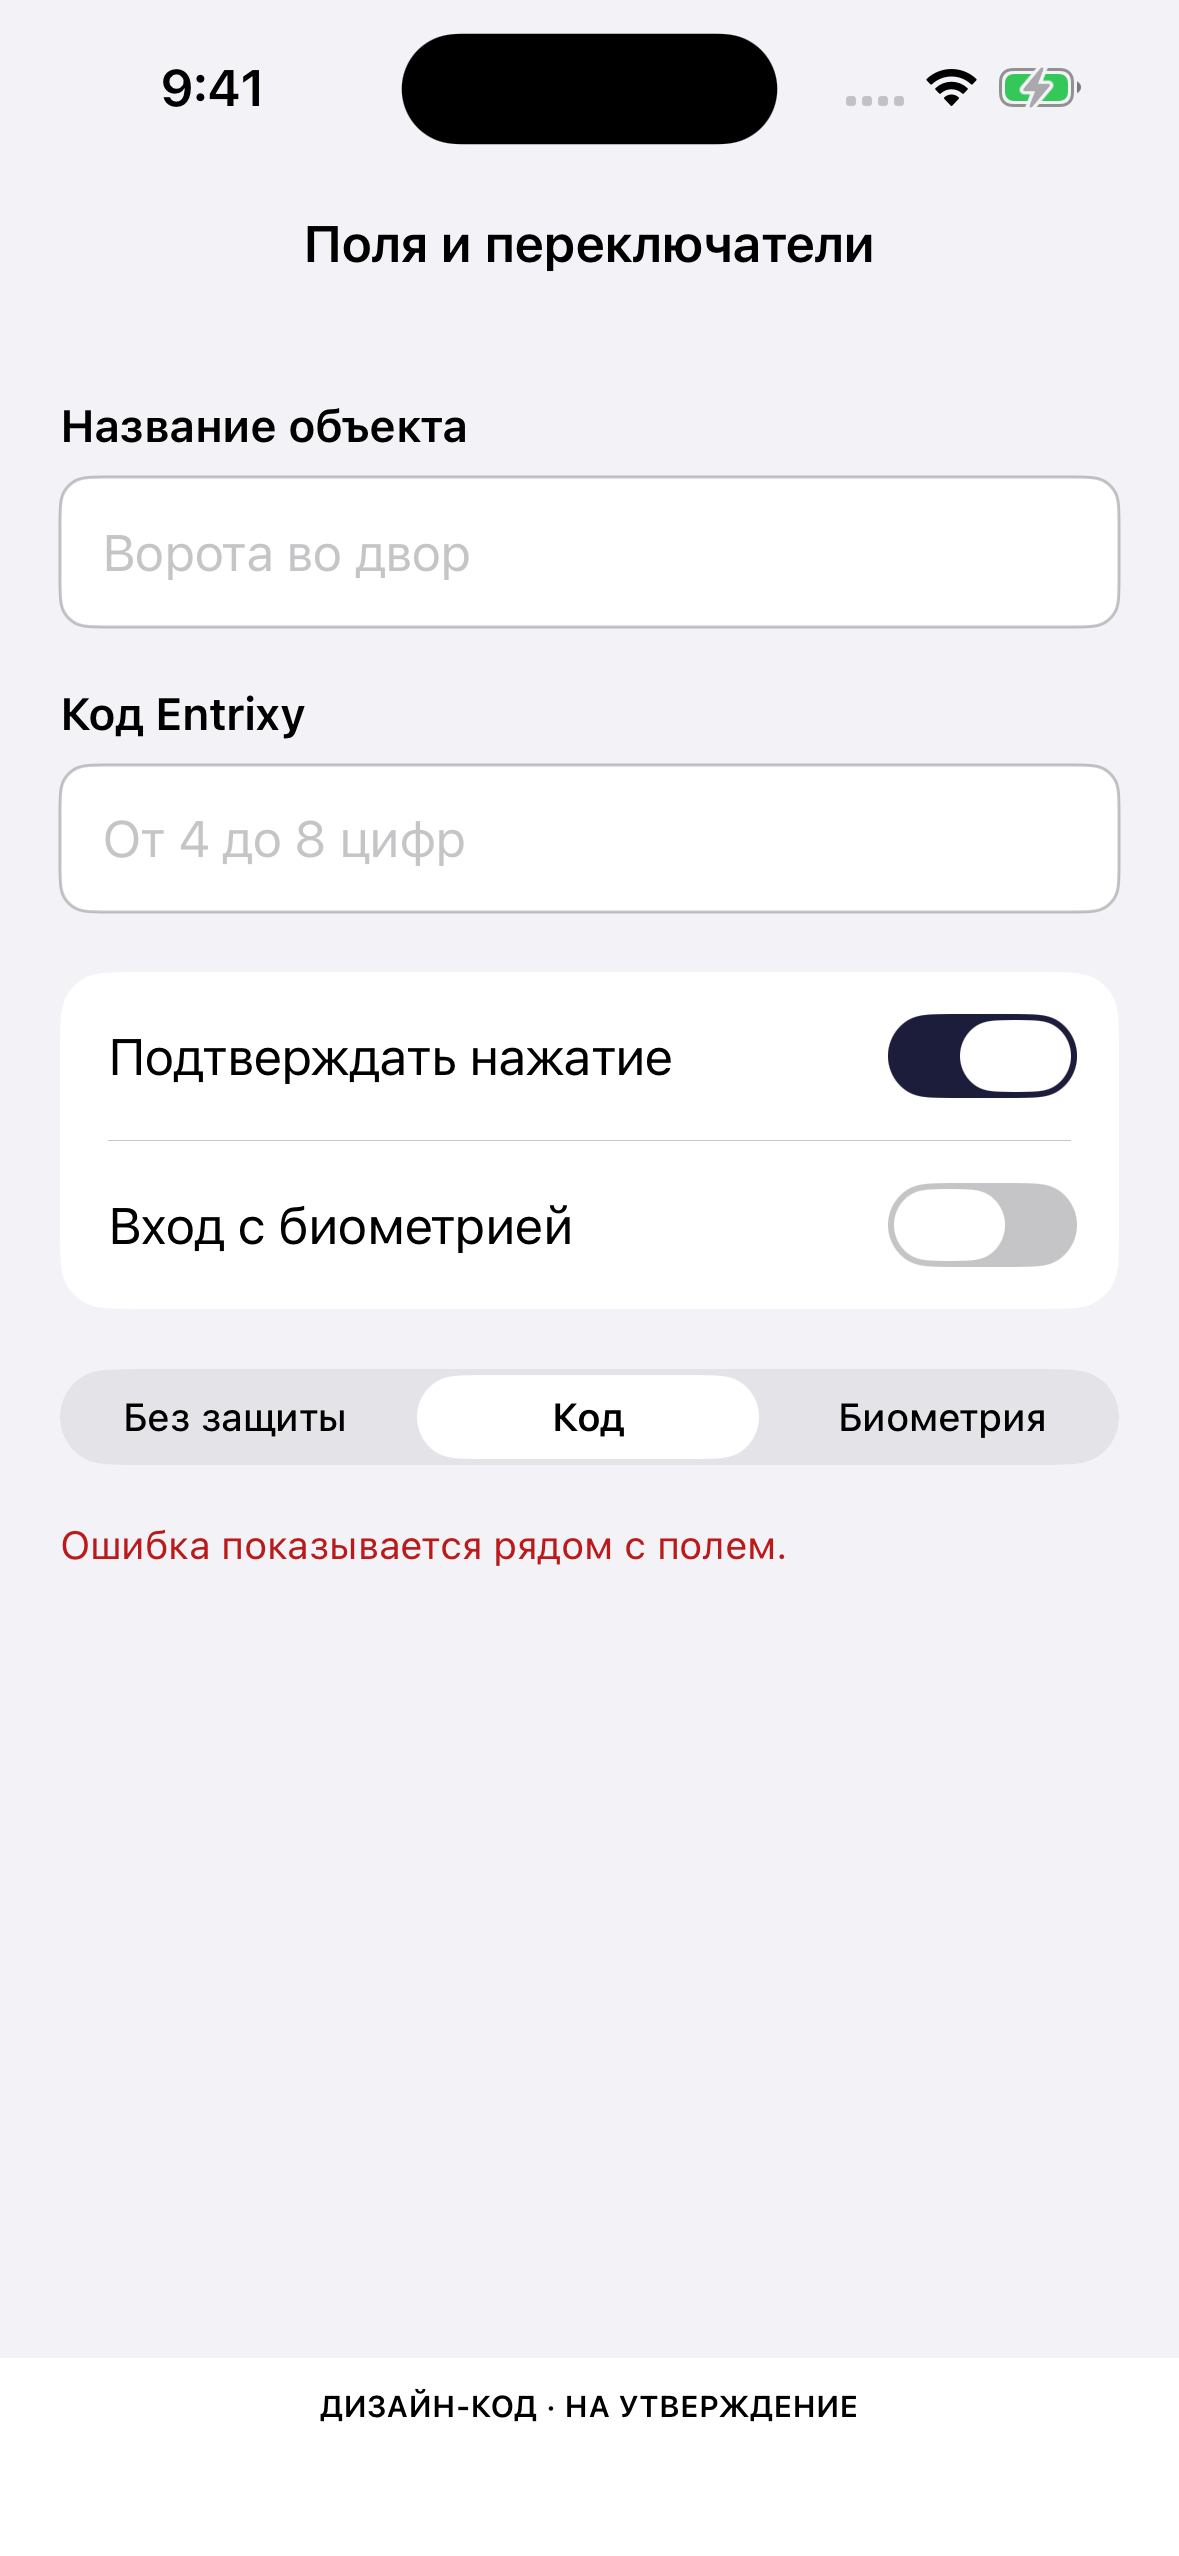 9:41
Поля и переключатели
Название объекта
Ворота во двор
Код Entrixy
От 4 до 8 цифр
Подтверждать нажатие
Вход с биометрией
Без защиты Код Биометрия
Ошибка показывается рядом с полем.
ДИЗАЙН-КОД · НА УТВЕРЖДЕНИЕ